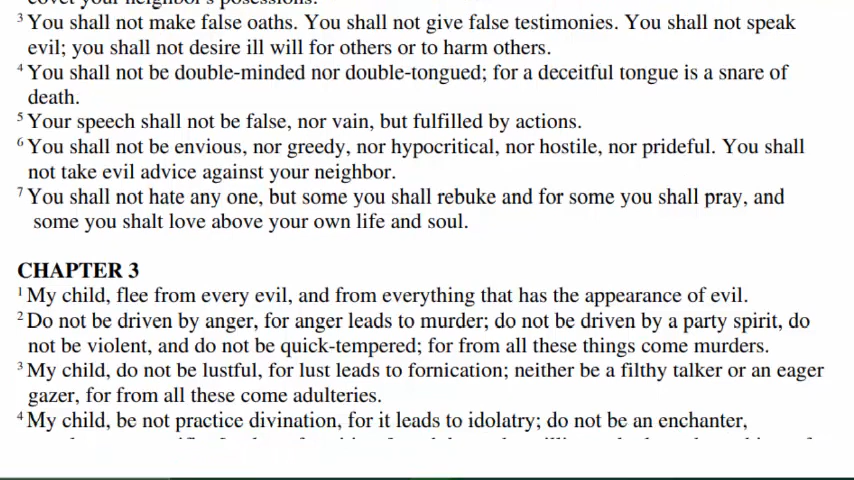 covet your neighbor's posessions.
³ You shall not make false oaths. You shall not give false testimonies. You shall not speak
evil; you shall not desire ill will for others or to harm others.
⁴ You shall not be double-minded nor double-tongued; for a deceitful tongue is a snare of
death.
⁵ Your speech shall not be false, nor vain, but fulfilled by actions.
⁶ You shall not be envious, nor greedy, nor hypocritical, nor hostile, nor prideful. You shall
not take evil advice against your neighbor.
⁷ You shall not hate any one, but some you shall rebuke and for some you shall pray, and
some you shalt love above your own life and soul.
CHAPTER 3
¹ My child, flee from every evil, and from everything that has the appearance of evil.
² Do not be driven by anger, for anger leads to murder; do not be driven by a party spirit, do
not be violent, and do not be quick-tempered; for from all these things come murders.
³ My child, do not be lustful, for lust leads to fornication; neither be a filthy talker or an eager
gazer, for from all these come adulteries.
⁴ My child, be not practice divination, for it leads to idolatry; do not be an enchanter,